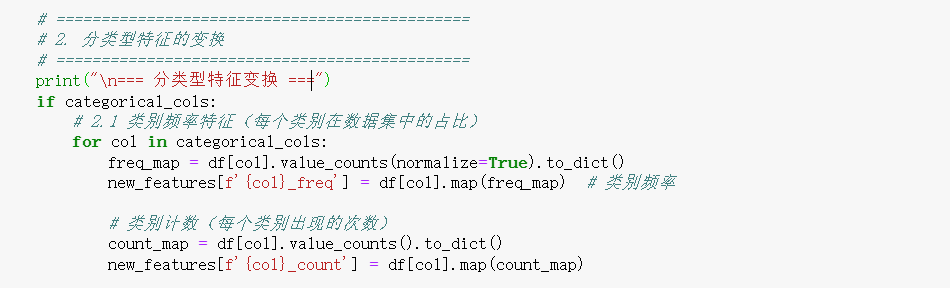 # ==============================================
# 2. 分类型特征的变换
# ==============================================
print("\n=== 分类型特征变换 ===")
if categorical_cols:
    # 2.1 类别频率特征（每个类别在数据集中的占比）
    for col in categorical_cols:
        freq_map = df[col].value_counts(normalize=True).to_dict()
        new_features[f'{col}_freq'] = df[col].map(freq_map)  # 类别频率

        # 类别计数（每个类别出现的次数）
        count_map = df[col].value_counts().to_dict()
        new_features[f'{col}_count'] = df[col].map(count_map)